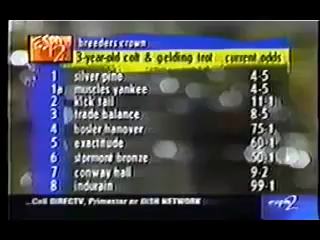 breeders crown
3-year-old colt & gelding trot current odds
1 silver pine 4-5
1a muscles yankee 4-5
2 kick tail 11-1
3 trade balance 8-5
4 bosler hanover 75-1
5 exactitude 60-1
6 stormont bronze 50-1
7 conway hall 9-2
8 indurain 99-1
...Call DIRECTV, Primestar or DISH NETWORK
espn2